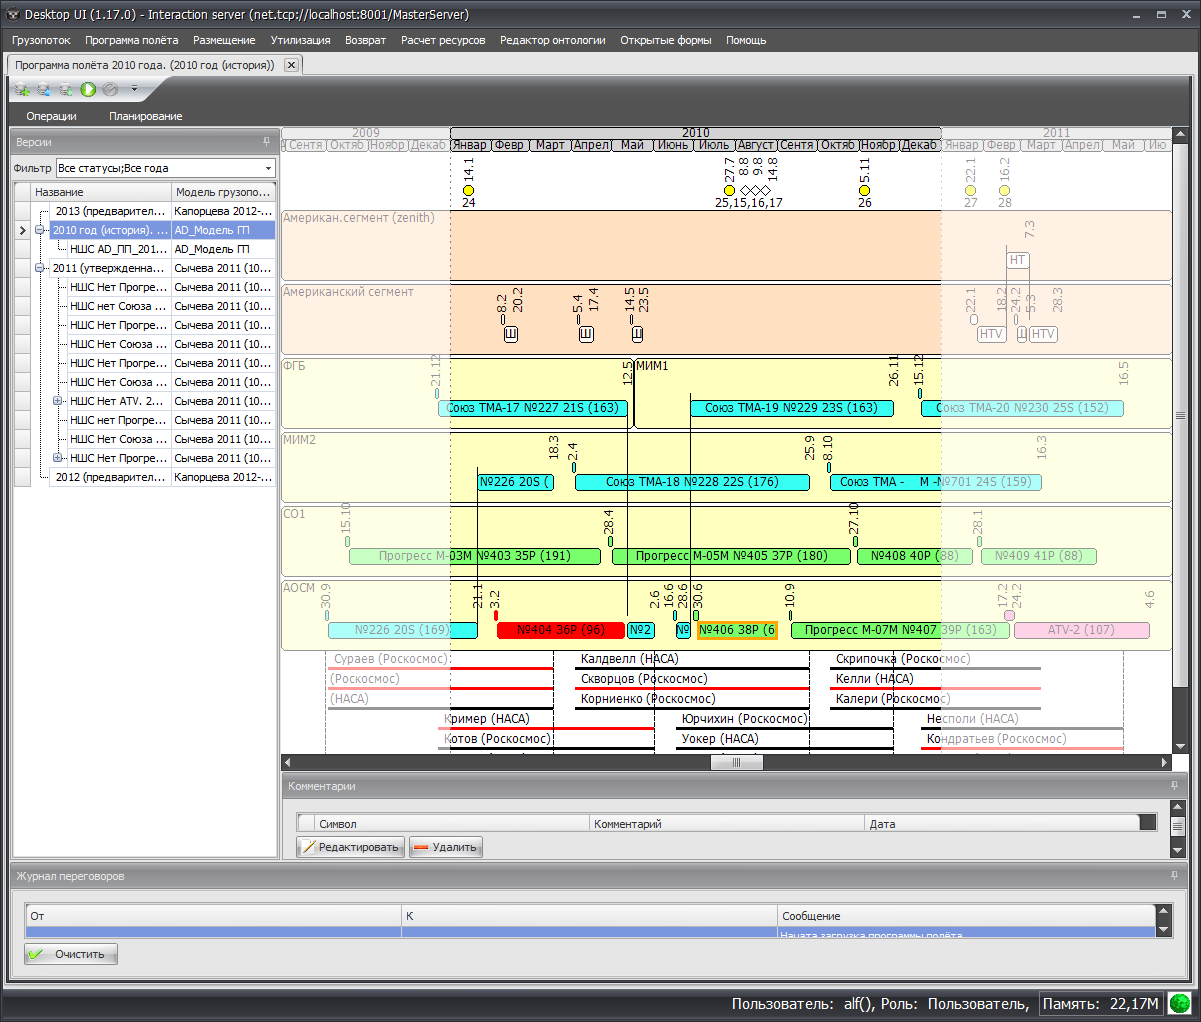 Desktop UI (1.17.0) - Interaction server (net.tcp://localhost:8001/MasterServer)
Грузопоток Программа полёта Размещение Утилизация Возврат Расчет ресурсов Редактор онтологии Открытые формы Помощь
Программа полёта 2010 года. (2010 год (история))
Операции Планирование
Версии
Фильтр Все статусы;Все года
Название Модель грузопо...
2013 (предварител... Капорцева 2012-...
2010 год (история). ... AD_Модель ГП
НШС AD_ПП_201... AD_Модель ГП
2011 (утвержденна... Сычева 2011 (10...
НШС Нет Прогре... Сычева 2011 (10...
НШС нет Союза ... Сычева 2011 (10...
НШС Нет Прогре... Сычева 2011 (10...
НШС Нет Союза ... Сычева 2011 (10...
НШС Нет Прогре... Сычева 2011 (10...
НШС Нет Союза ... Сычева 2011 (10...
НШС Нет ATV. 2... Сычева 2011 (10...
НШС нет Прогре... Сычева 2011 (10...
НШС Нет Союза ... Сычева 2011 (10...
НШС Нет Прогре... Сычева 2011 (10...
2012 (предварител... Капорцева 2012-...
2009 2010 2011
Сентя Октяб Ноябр Декаб Январ Февр Март Апрел Май Июнь Июль Август Сентя Октяб Ноябр Декаб Январ Февр Март Апрел Май Ию
14.1 27.7 8.8 9.8 14.8 5.11 22.1 16.2
24 25,15,16,17 26 27 28
Американ.сегмент (zenith)
7.3
НТ
Американский сегмент
8.2 20.2 5.4 17.4 14.5 23.5 22.1 18.2 24.2 5.3 28.3
Ш Ш HTV HTV
ФГБ 21.12 12.5 МИМ1 26.11 15.12 16.5
Союз ТМА-17 №227 21S (163) Союз ТМА-19 №229 23S (163) Союз ТМА-20 №230 25S (152)
МИМ2 18.3 2.4 25.9 8.10 16.3
№226 20S ( Союз ТМА-18 №228 22S (176) Союз ТМА - М -№701 24S (159)
СО1 15.10 28.4 27.10 28.1
Прогресс М-03М №403 35P (191) Прогресс М-05М №405 37P (180) №408 40P (88) №409 41P (88)
АОСМ 30.9 21.1 3.2 2.6 16.6 28.6 30.6 10.9 17.2 24.2 4.6
№226 20S (169) №404 36P (96) №2 № №406 38P (6 Прогресс М-07М №407 39P (163) ATV-2 (107)
Сураев (Роскосмос) Калдвелл (НАСА) Скрипочка (Роскосмос)
(Роскосмос) Скворцов (Роскосмос) Келли (НАСА)
(НАСА) Корниенко (Роскосмос) Калери (Роскосмос)
Кример (НАСА) Юрчихин (Роскосмос) Несполи (НАСА)
Котов (Роскосмос) Уокер (НАСА) Кондратьев (Роскосмос)
Комментарии
Символ Комментарий Дата
Редактировать Удалить
Журнал переговоров
От К Сообщение
Начата загрузка программы полёта
Очистить
Пользователь: alf(), Роль: Пользователь, Память: 22,17M